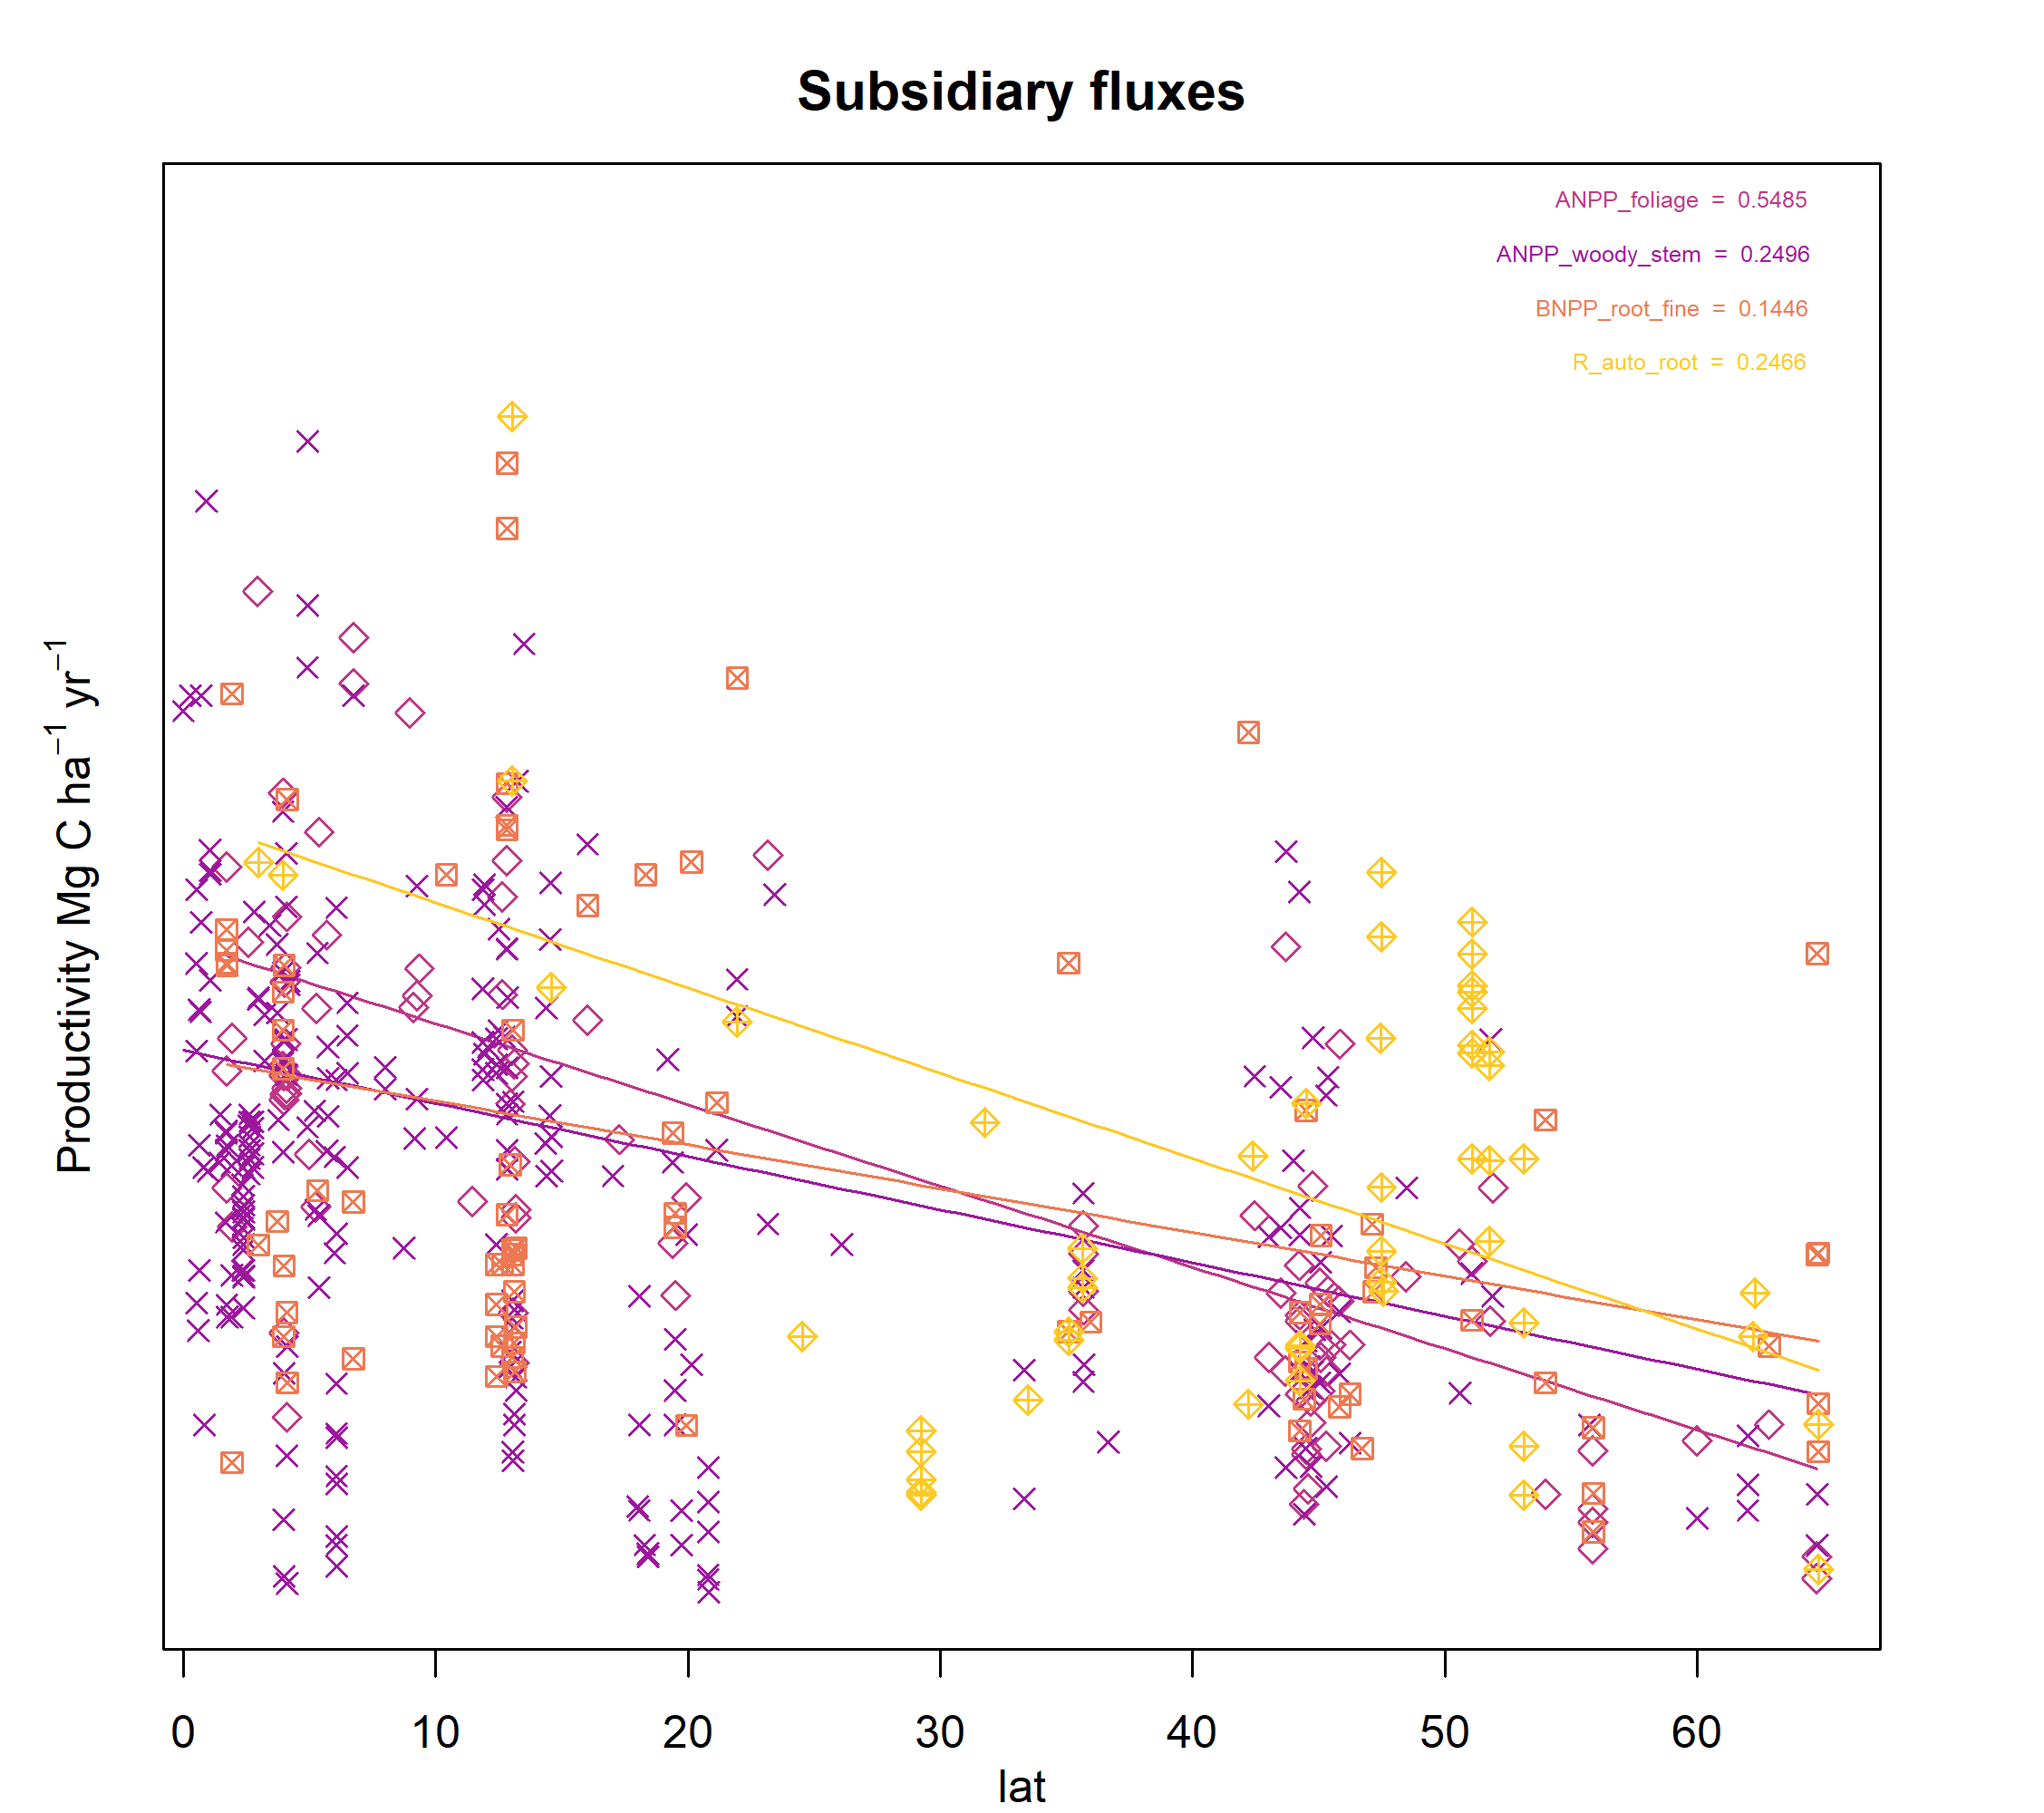 Subsidiary fluxes
ANPP_foliage = 0.5485
ANPP_woody_stem = 0.2496
BNPP_root_fine = 0.1446
R_auto_root = 0.2466
Productivity Mg C ha⁻¹ yr⁻¹
0 10 20 30 40 50 60
lat